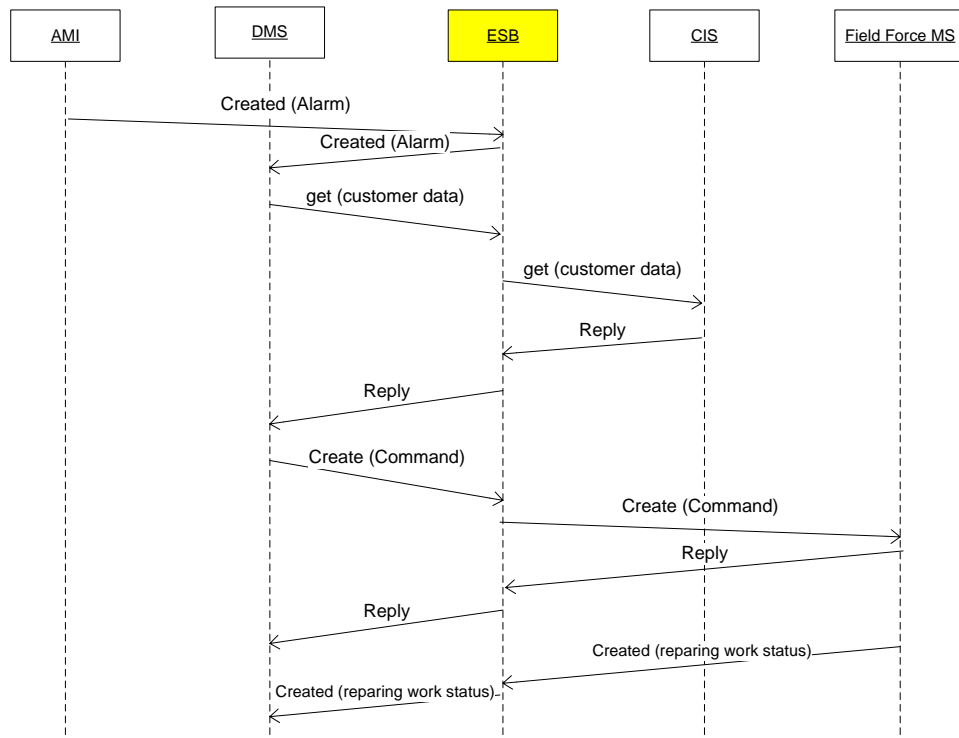 AMI
DMS
ESB
CIS
Field Force MS
Created (Alarm)
Created (Alarm)
get (customer data)
get (customer data)
Reply
Reply
Create (Command)
Create (Command)
Reply
Reply
Created (reparing work status)
Created (reparing work status)